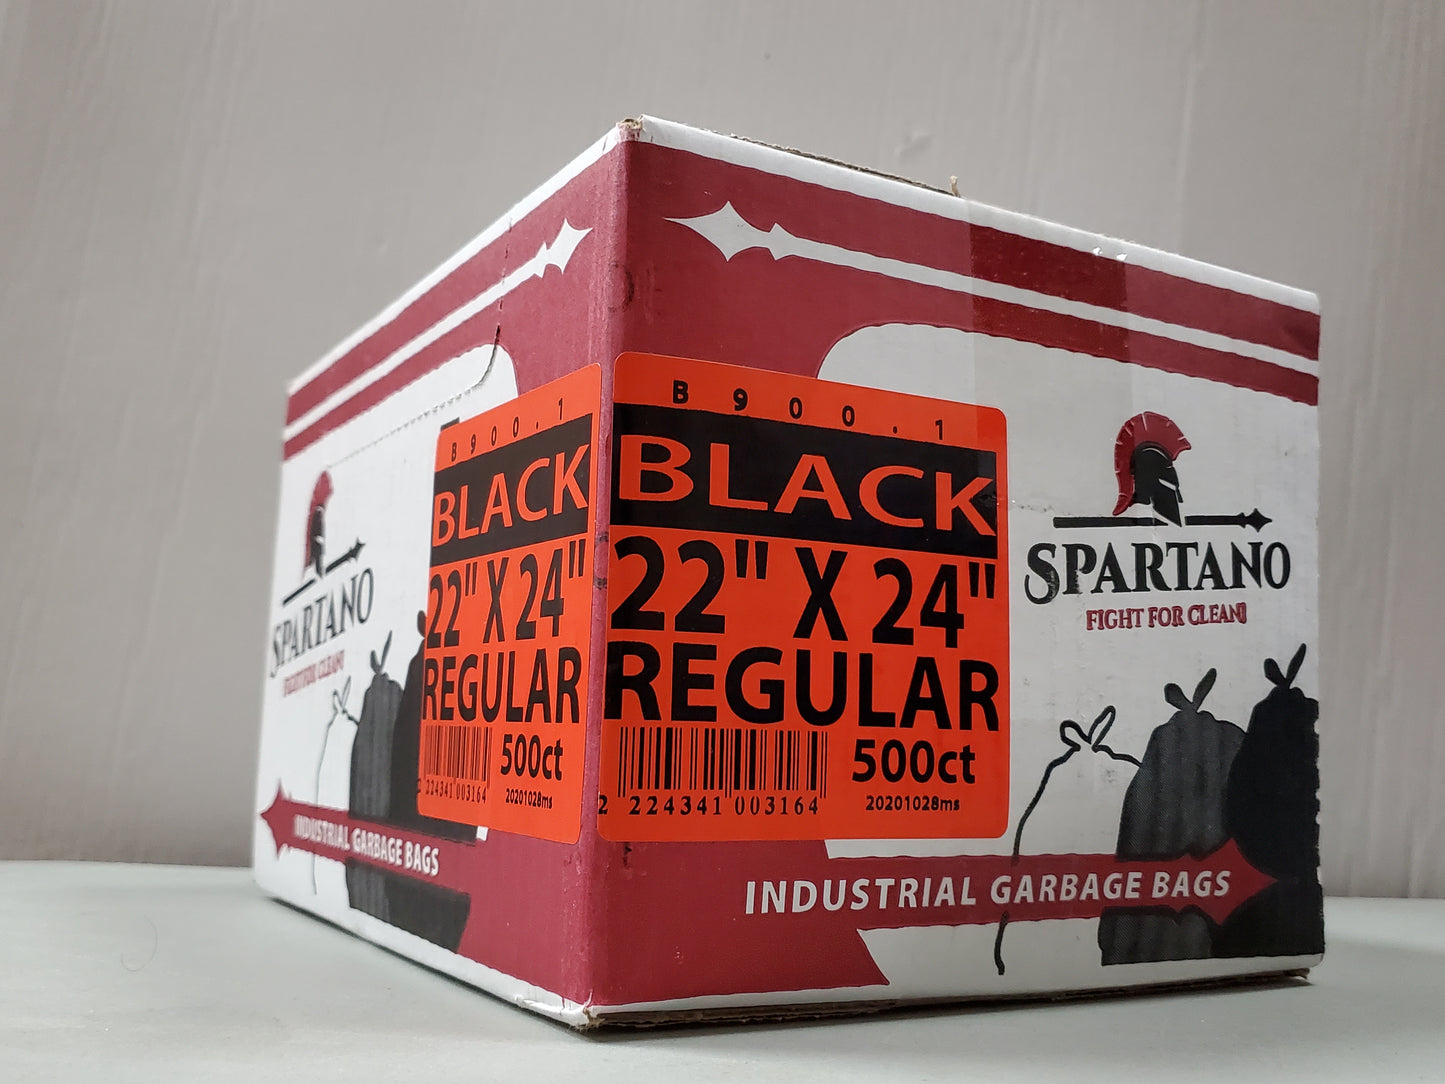 B900.1
BLACK
22" X 24"
REGULAR
500ct
2 224341 003164
20201028ms
SPARTANO
FIGHT FOR CLEAN!
INDUSTRIAL GARBAGE BAGS
B900.1
BLACK
22" X 24"
REGULAR
500ct
2 224341 003164
20201028ms
SPARTANO
FIGHT FOR CLEAN!
INDUSTRIAL GARBAGE BAGS